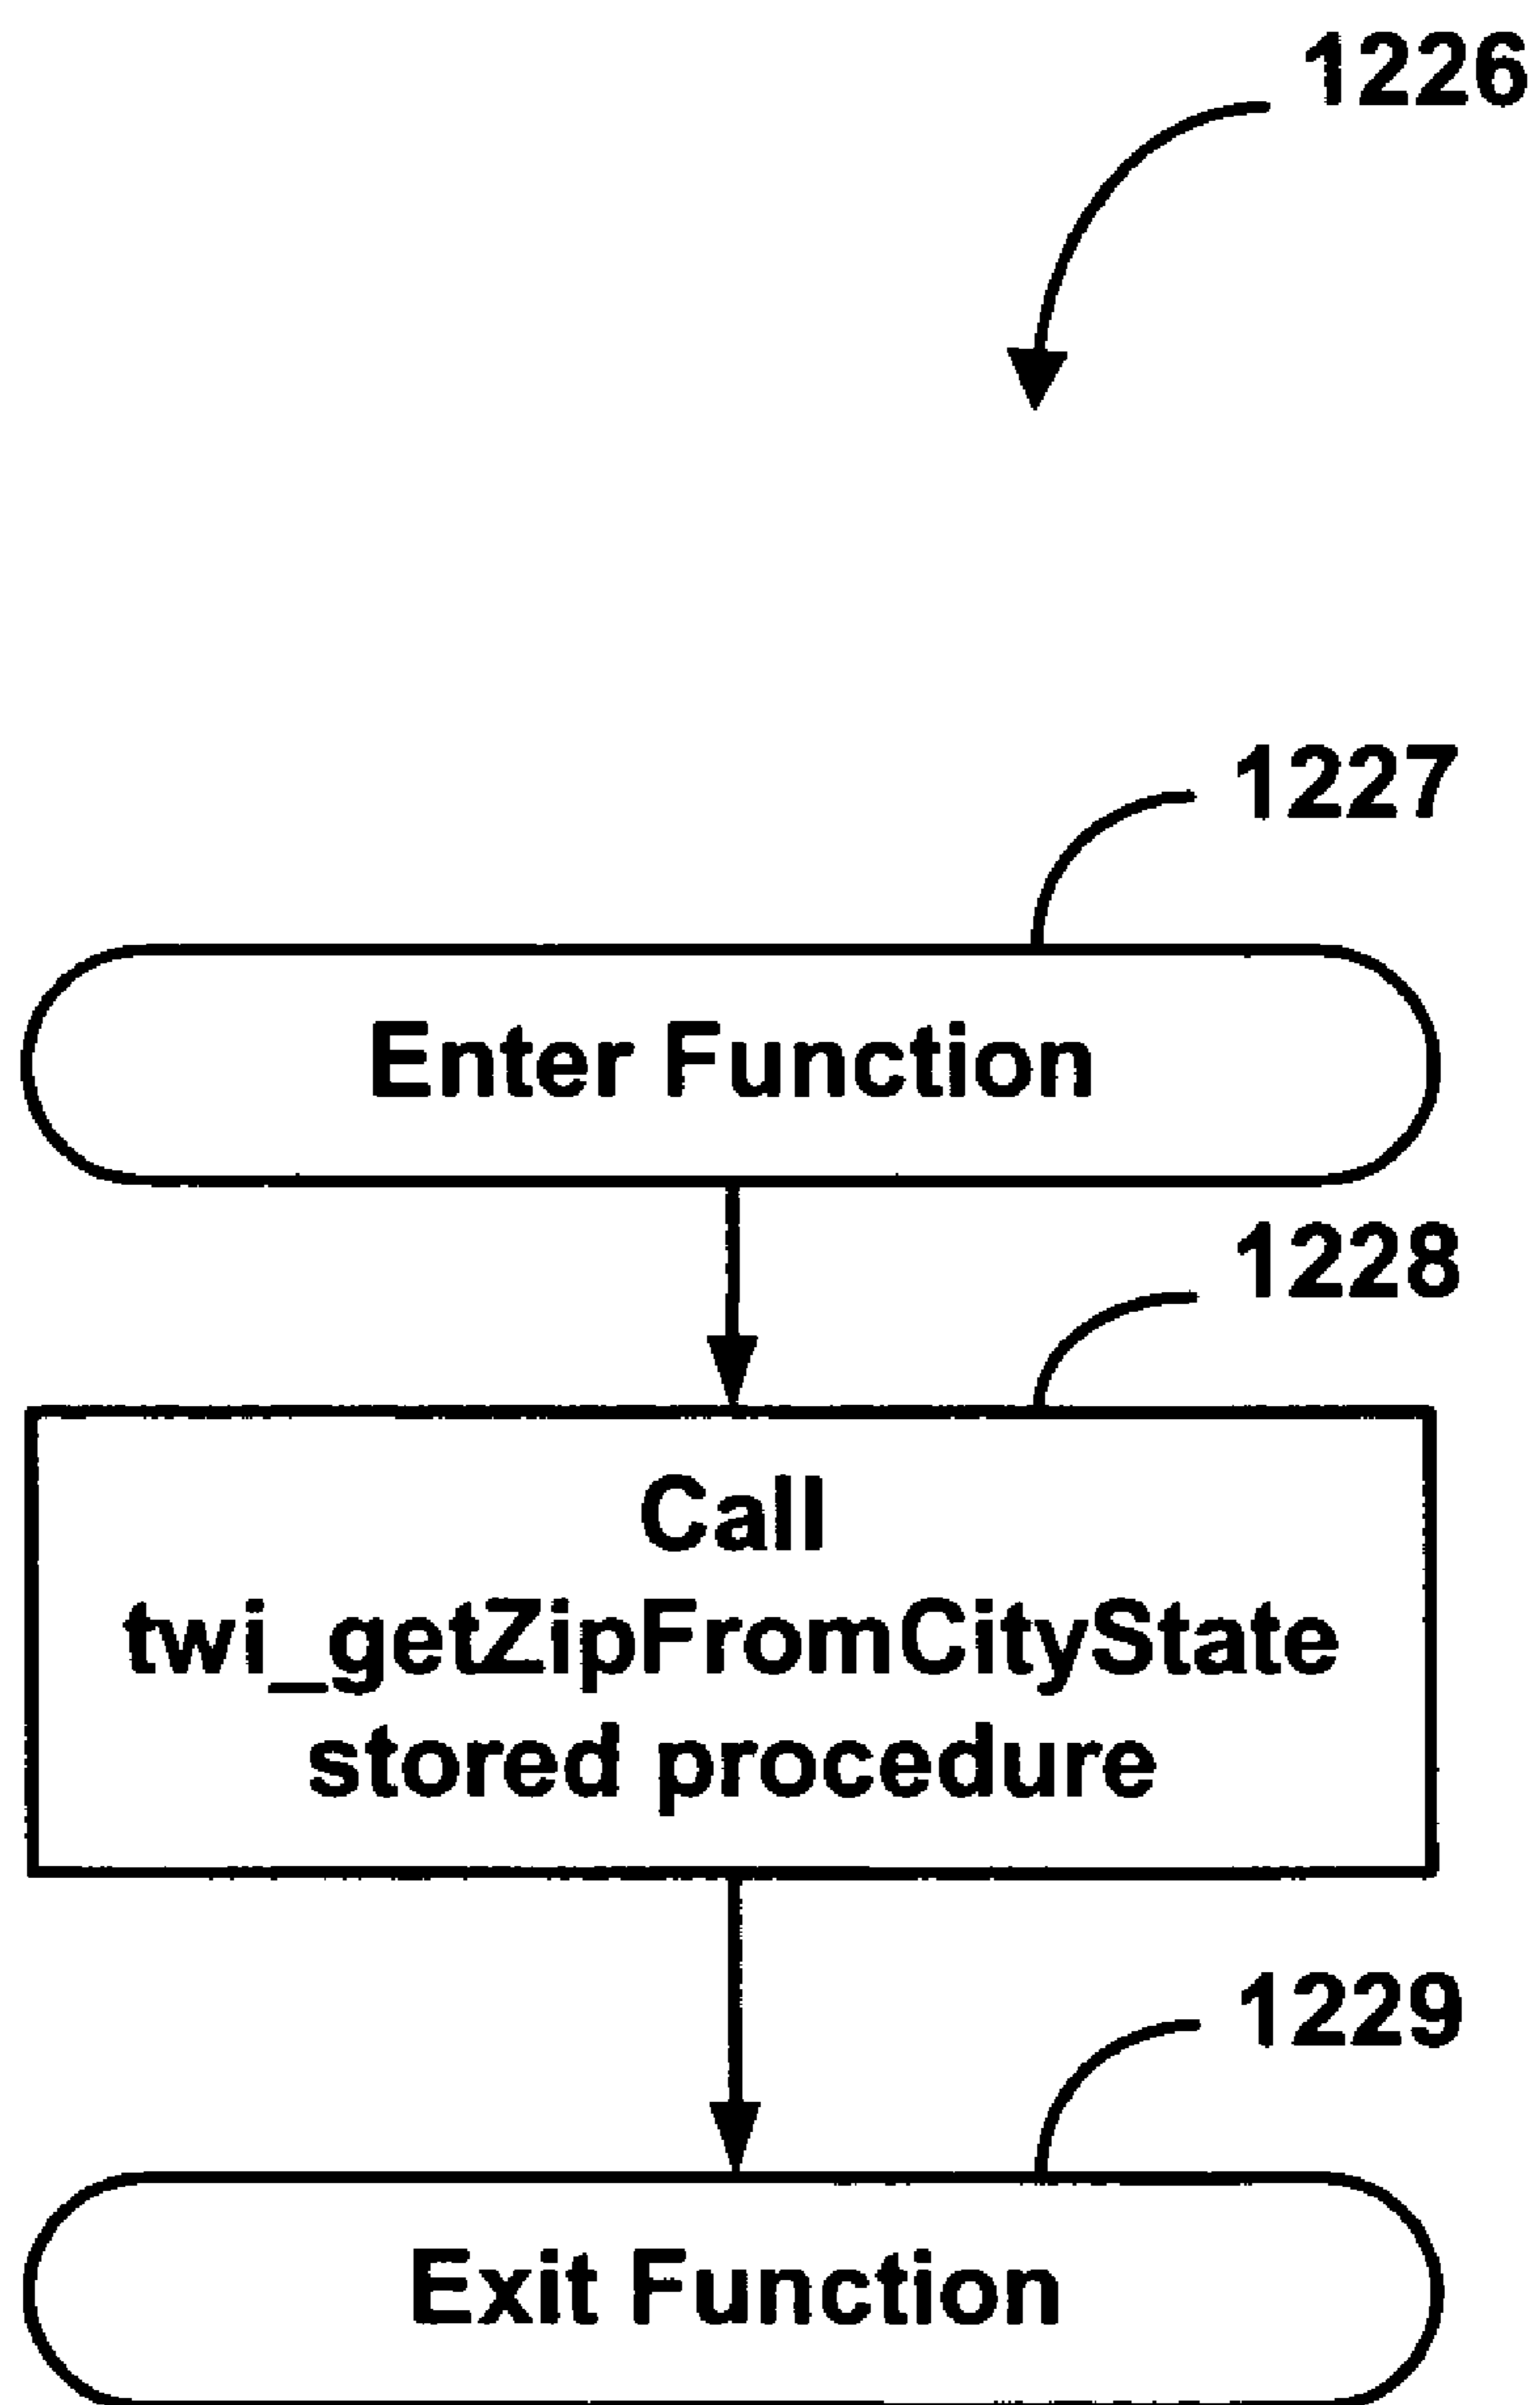 1226
1227
Enter Function
1228
Call
twi_getZipFromCityState
stored procedure
1229
Exit Function